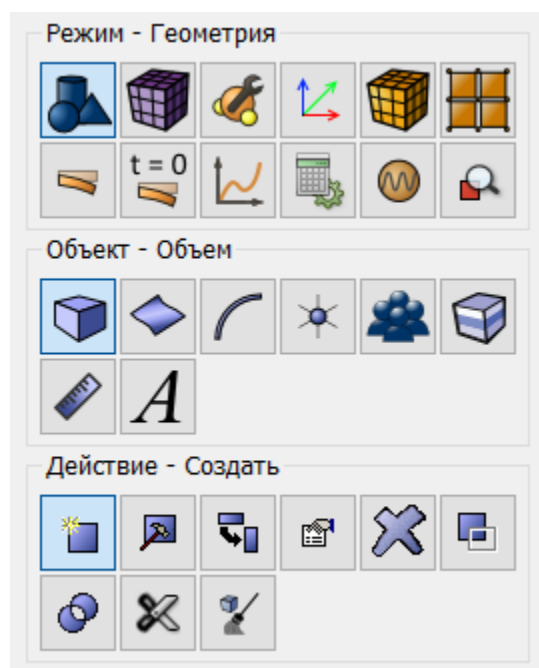 Режим - Геометрия
t = 0
Объект - Объем
A
Действие - Создать